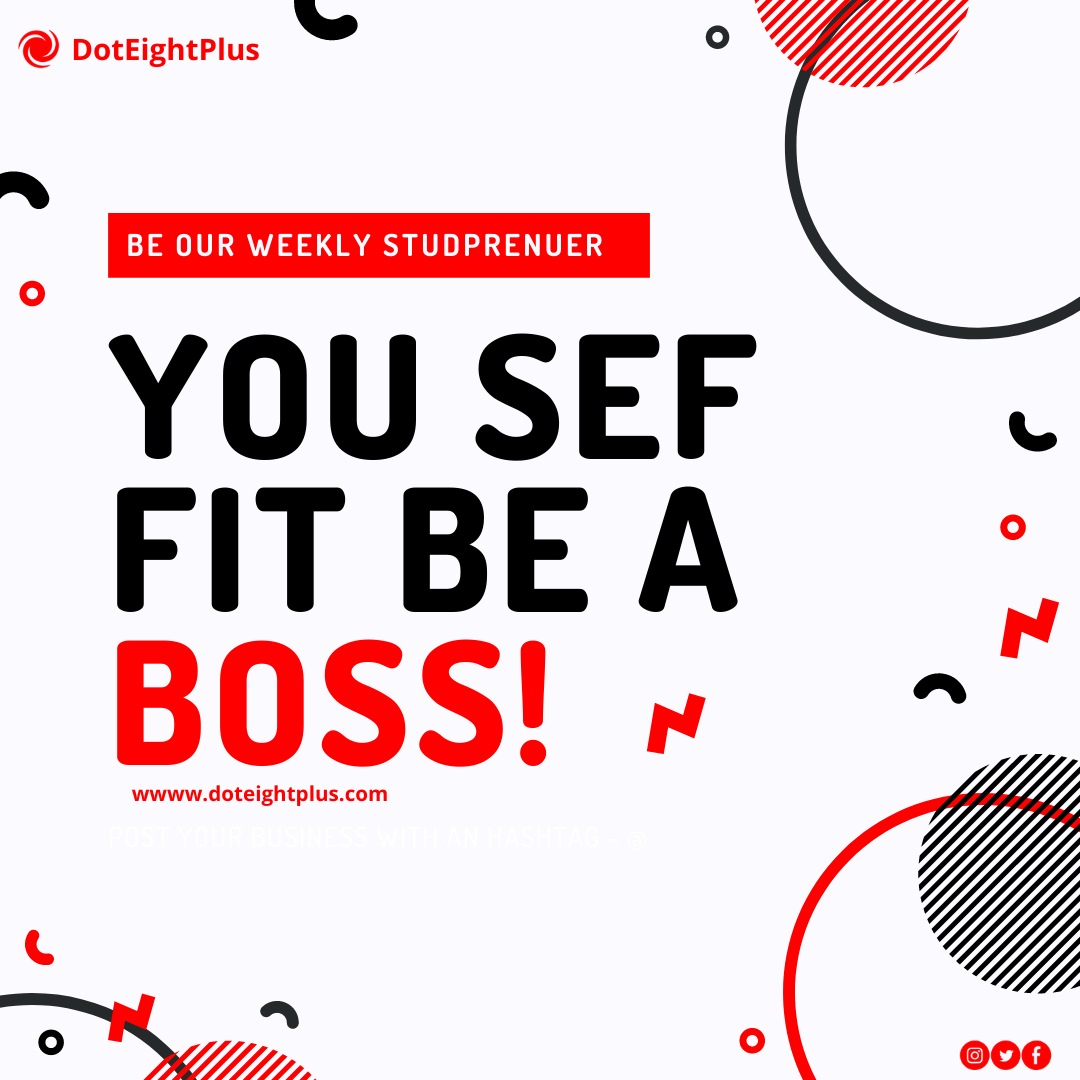 DotEightPlus
BE OUR WEEKLY STUDPRENUER
YOU SEF
FIT BE A
BOSS!
wwww.doteightplus.com
POST YOUR BUSINESS WITH AN HASHTAG - @